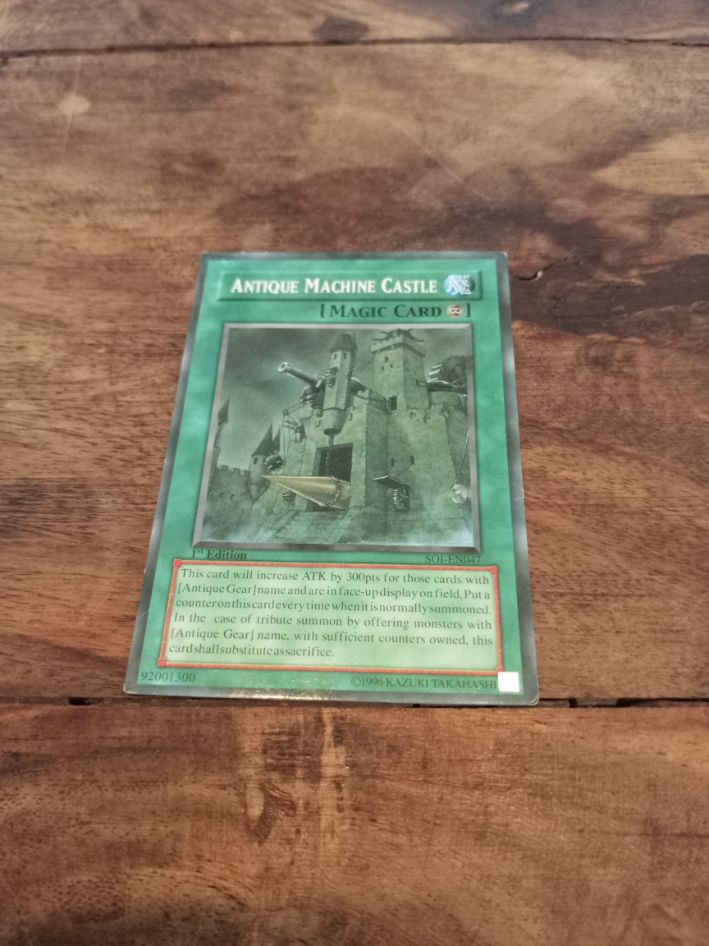 ANTIQUE MACHINE CASTLE
[MAGIC CARD]
1st Edition
SOI-EN047
This card will increase ATK by 300pts for those cards with
[Antique Gear] name and are in face-up display on field. Put a
counter on this card every time when it is normally summoned.
In the case of tribute summon by offering monsters with
[Antique Gear] name, with sufficient counters owned, this
card shall substitute as sacrifice.
92001300
©1996 KAZUKI TAKAHASHI